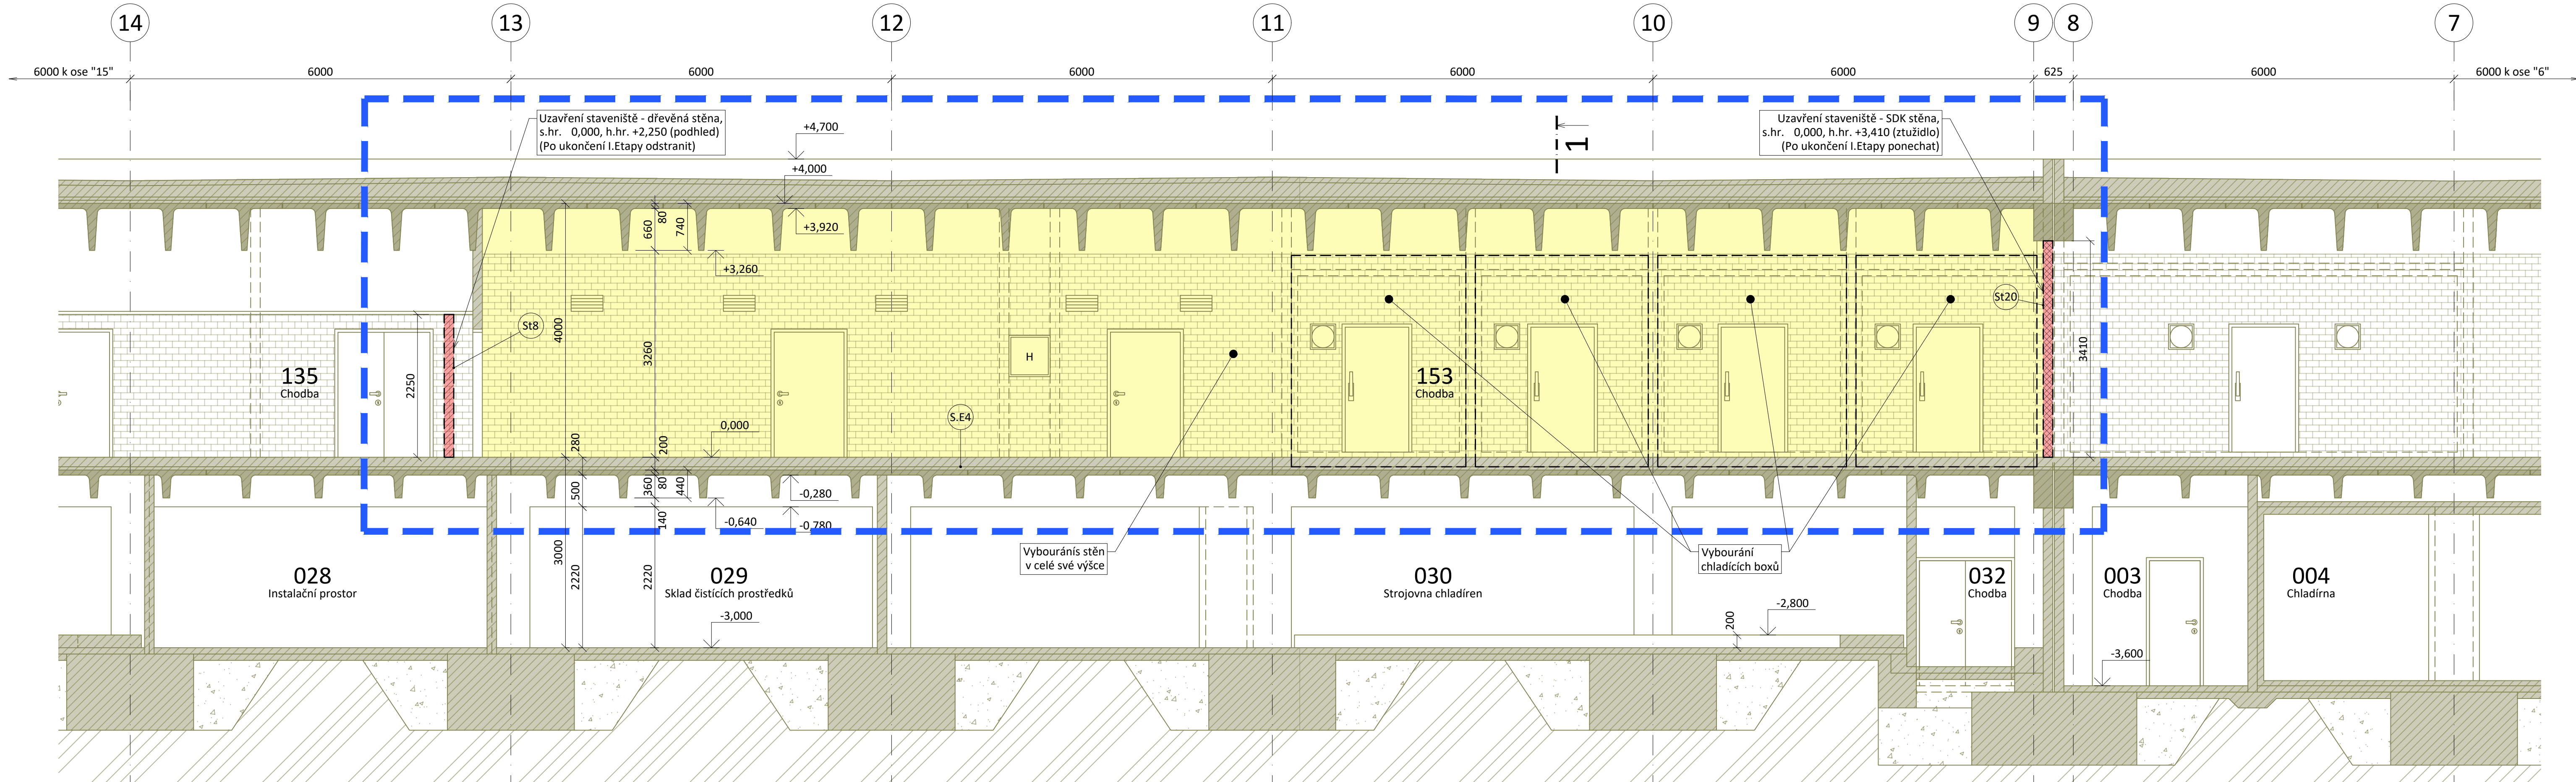 14
13
12
11
10
9
8
7
6000 k ose "15"
6000
6000
6000
6000
6000
625
6000
6000 k ose "6"
Uzavření staveniště - dřevěná stěna,
s.hr. 0,000, h.hr. +2,250 (podhled)
(Po ukončení I.Etapy odstranit)
+4,700
+4,000
1
Uzavření staveniště - SDK stěna,
s.hr. 0,000, h.hr. +3,410 (ztužidlo)
(Po ukončení I.Etapy ponechat)
660
80
740
+3,920
+3,260
St8
St20
4000
3260
2250
3410
H
135
Chodba
153
Chodba
S.E4
0,000
280
200
500
360
80
440
140
-0,280
-0,640
-0,780
Vybouránís stěn
v celé své výšce
Vybourání
chladících boxů
3000
2220
2220
028
Instalační prostor
029
Sklad čistících prostředků
030
Strojovna chladíren
032
Chodba
003
Chodba
004
Chladírna
-3,000
200
-2,800
-3,600